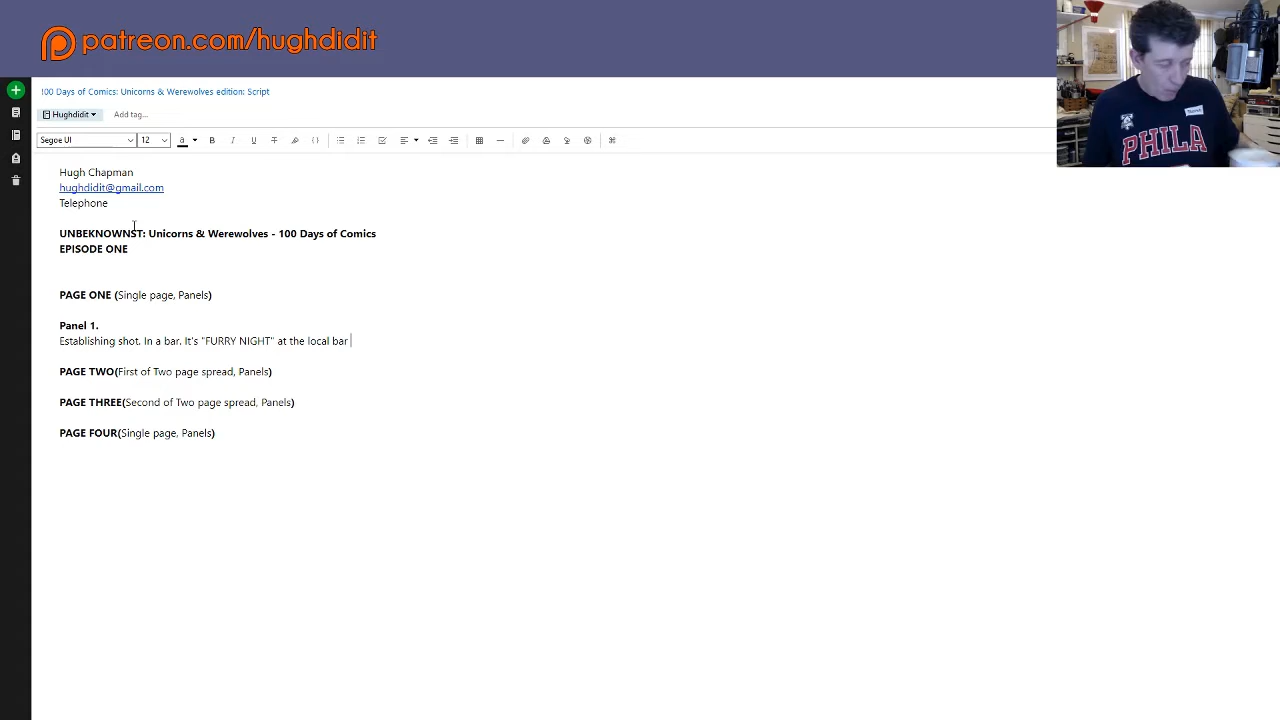 patreon.com/hughdidit
100 Days of Comics: Unicorns & Werewolves edition: Script
Hughdidit Add tag...
Segoe UI 12 a B I U
Hugh Chapman
hughdidit@gmail.com
Telephone
UNBEKNOWNST: Unicorns & Werewolves - 100 Days of Comics
EPISODE ONE
PAGE ONE (Single page, Panels)
Panel 1.
Establishing shot. In a bar. It's "FURRY NIGHT" at the local bar
PAGE TWO(First of Two page spread, Panels)
PAGE THREE(Second of Two page spread, Panels)
PAGE FOUR(Single page, Panels)
PHILA